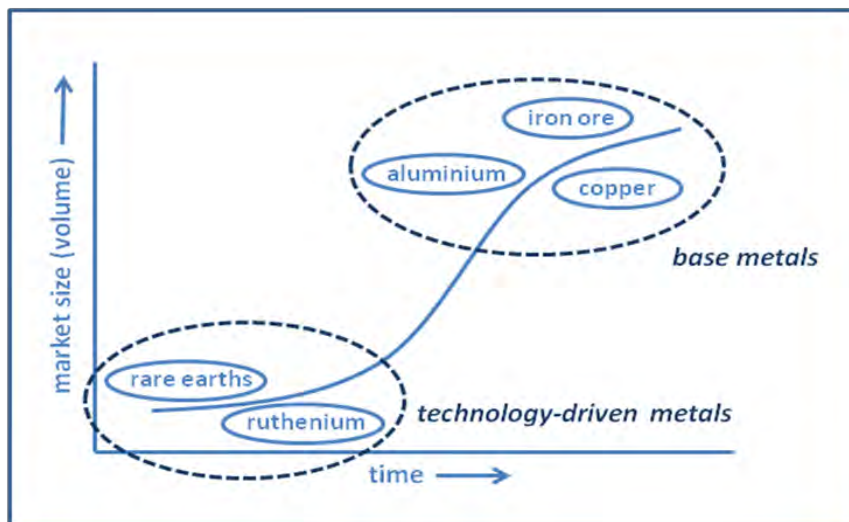 market size (volume)
iron ore
aluminium
copper
base metals
rare earths
ruthenium
technology-driven metals
time